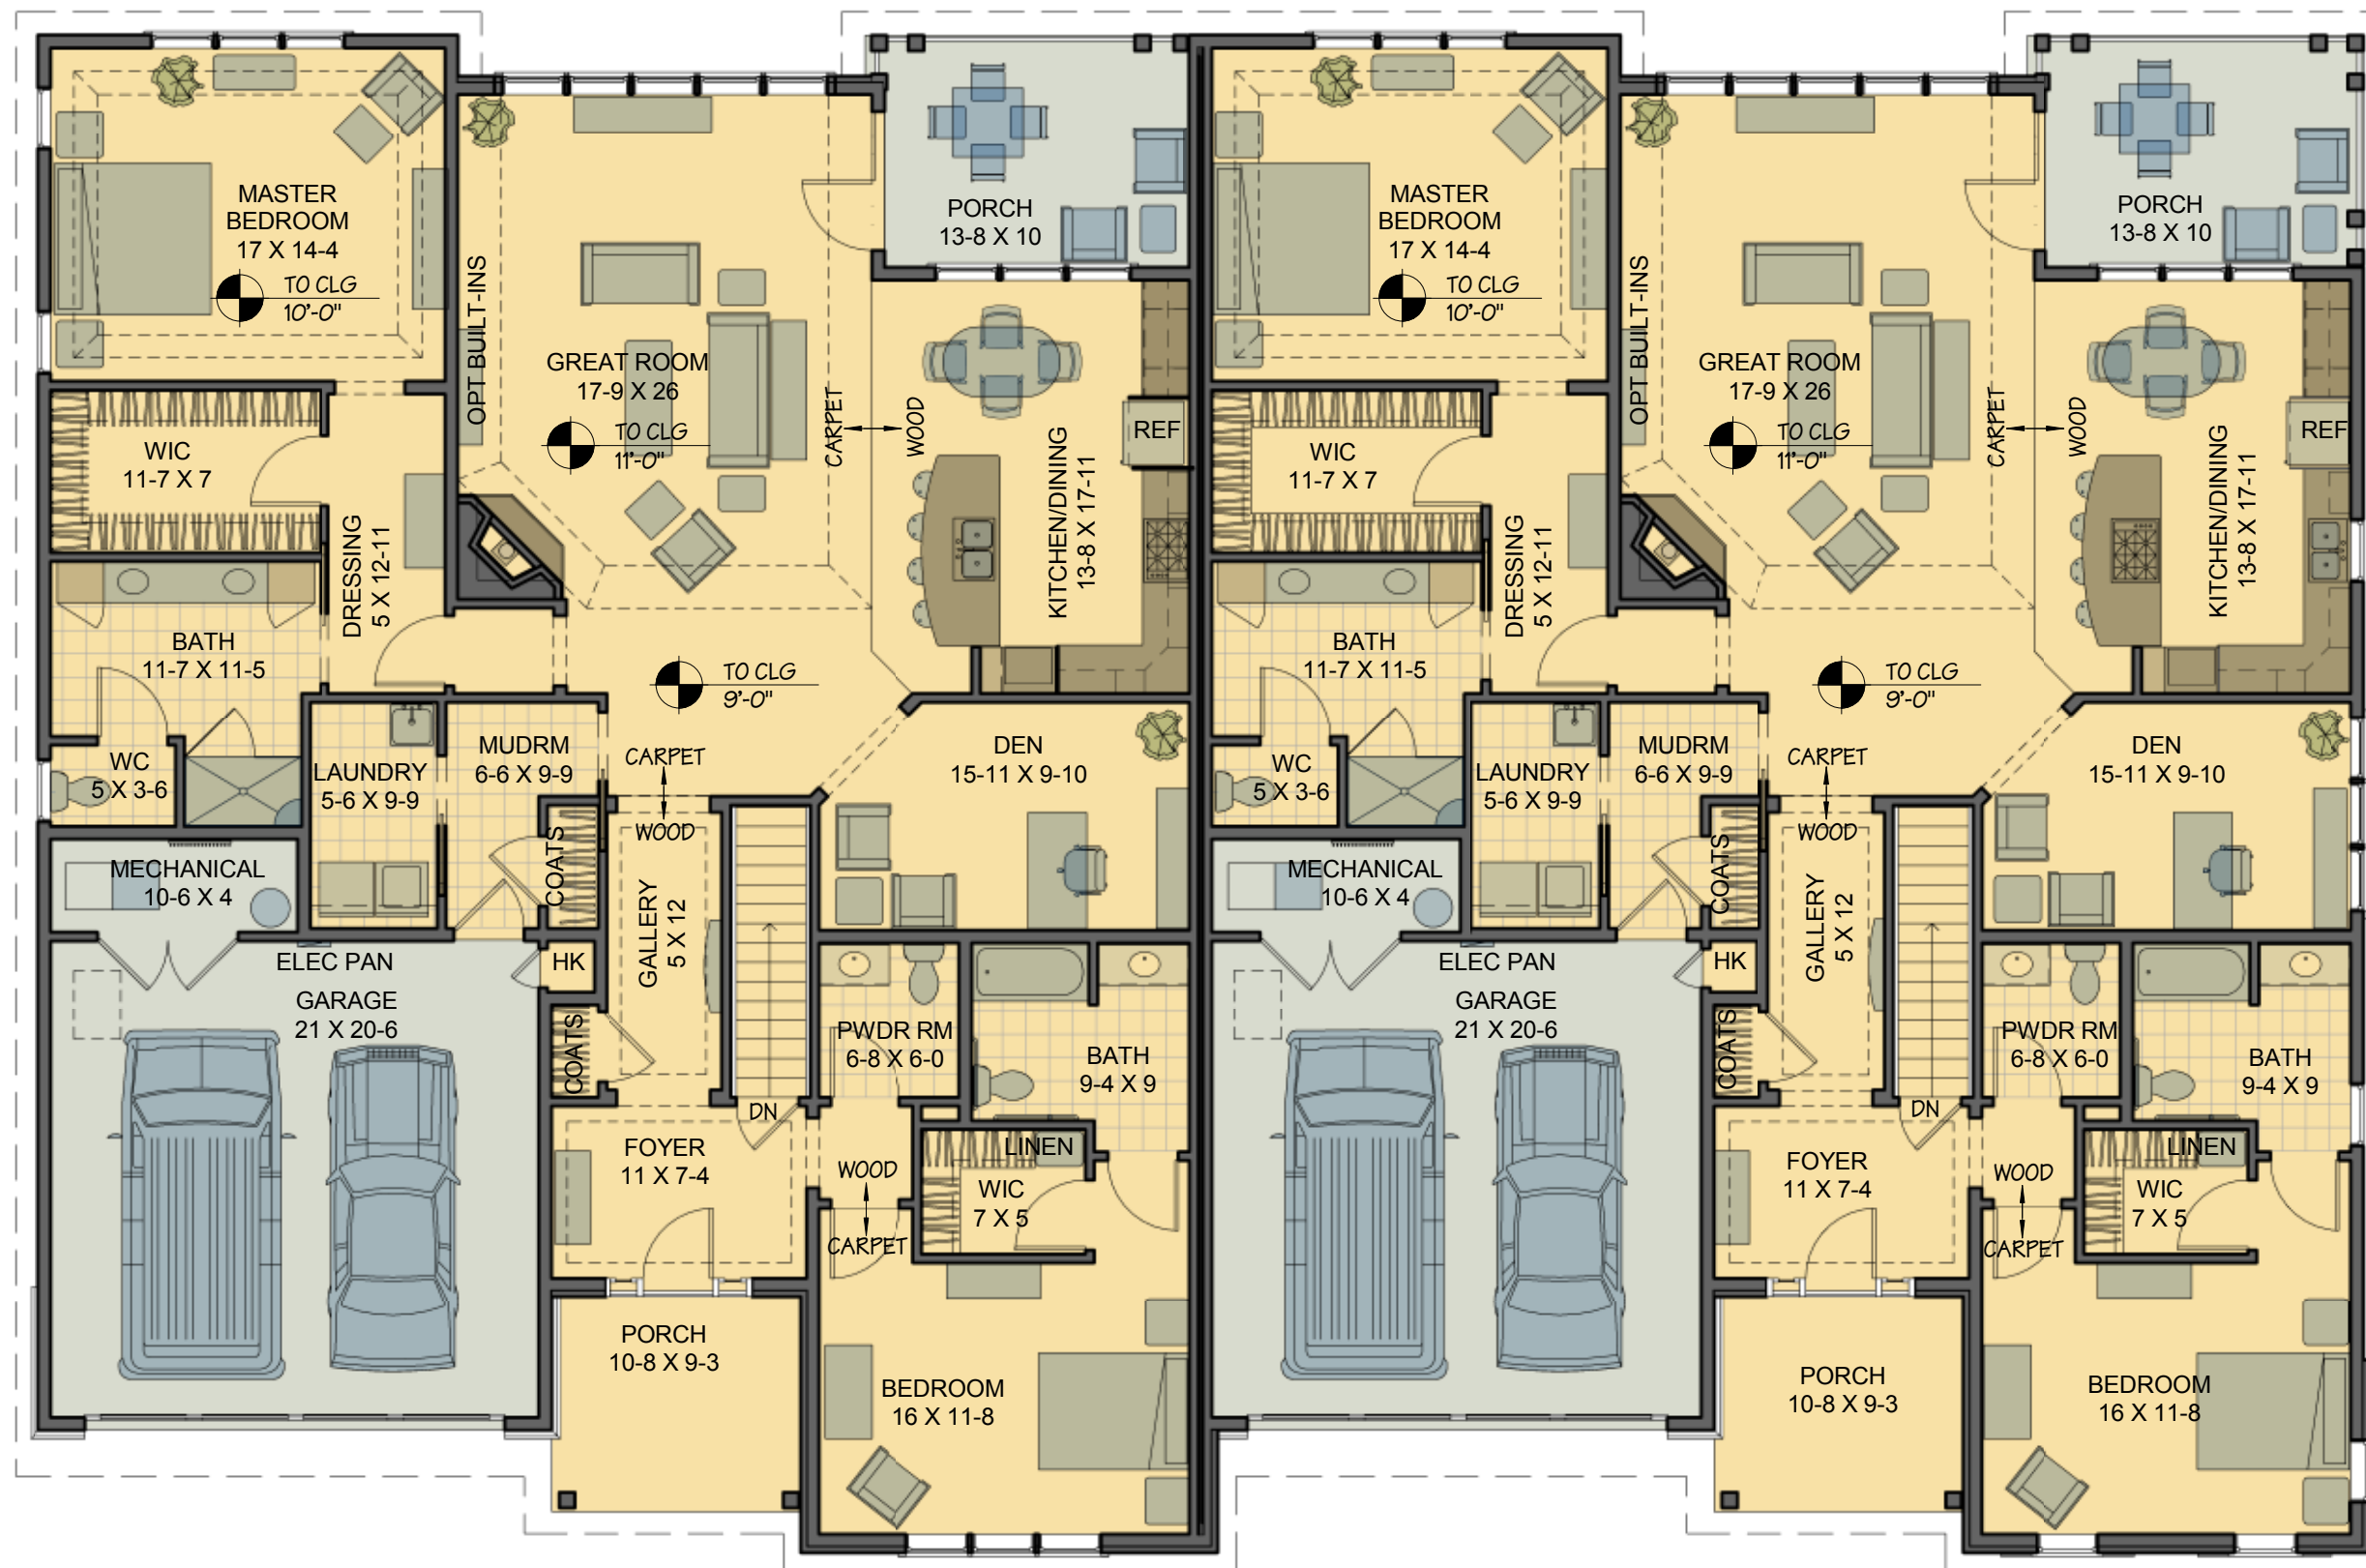 MASTER
BEDROOM
17 X 14-4
TO CLG
10'-0"
OPT BUILT-INS
GREAT ROOM
17-9 X 26
TO CLG
11'-0"
CARPET
WOOD
PORCH
13-8 X 10
REF
KITCHEN/DINING
13-8 X 17-11
WIC
11-7 X 7
DRESSING
5 X 12-11
BATH
11-7 X 11-5
TO CLG
9'-0"
WC
5 X 3-6
LAUNDRY
5-6 X 9-9
MUDRM
6-6 X 9-9
CARPET
WOOD
DEN
15-11 X 9-10
MECHANICAL
10-6 X 4
COATS
GALLERY
5 X 12
ELEC PAN
HK
GARAGE
21 X 20-6
COATS
PWDR RM
6-8 X 6-0
BATH
9-4 X 9
DN
FOYER
11 X 7-4
WOOD
CARPET
LINEN
WIC
7 X 5
PORCH
10-8 X 9-3
BEDROOM
16 X 11-8
MASTER
BEDROOM
17 X 14-4
TO CLG
10'-0"
OPT BUILT-INS
GREAT ROOM
17-9 X 26
TO CLG
11'-0"
CARPET
WOOD
PORCH
13-8 X 10
REF
KITCHEN/DINING
13-8 X 17-11
WIC
11-7 X 7
DRESSING
5 X 12-11
BATH
11-7 X 11-5
TO CLG
9'-0"
WC
5 X 3-6
LAUNDRY
5-6 X 9-9
MUDRM
6-6 X 9-9
CARPET
WOOD
DEN
15-11 X 9-10
MECHANICAL
10-6 X 4
COATS
GALLERY
5 X 12
ELEC PAN
HK
GARAGE
21 X 20-6
COATS
PWDR RM
6-8 X 6-0
BATH
9-4 X 9
DN
FOYER
11 X 7-4
WOOD
CARPET
LINEN
WIC
7 X 5
PORCH
10-8 X 9-3
BEDROOM
16 X 11-8